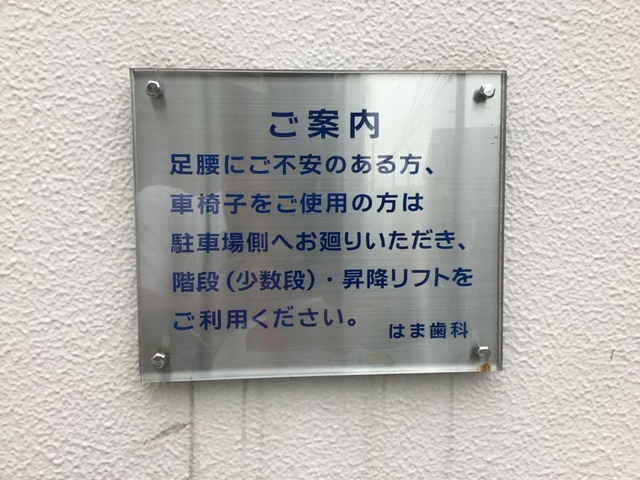 ご案内
足腰にご不安のある方、
車椅子をご使用の方は
駐車場側へお廻りいただき、
階段（少数段）・昇降リフトを
ご利用ください。
はま歯科